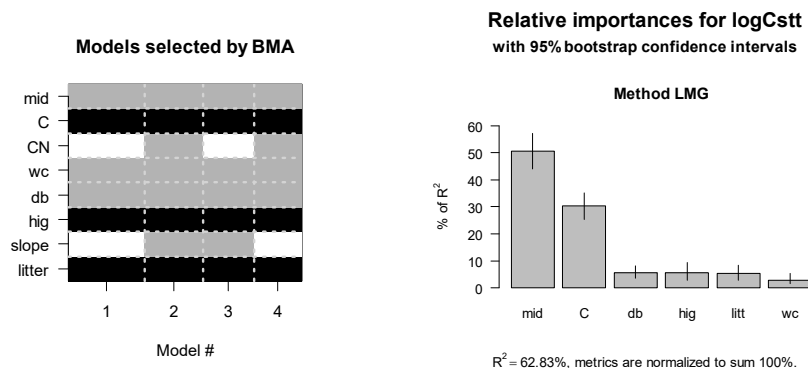 Models selected by BMA
mid
C
CN
wc
db
hig
slope
litter
1 2 3 4
Model #
Relative importances for logCstt
with 95% bootstrap confidence intervals
Method LMG
% of R²
60
50
40
30
20
10
0
mid C db hig litt wc
R² = 62.83%, metrics are normalized to sum 100%.